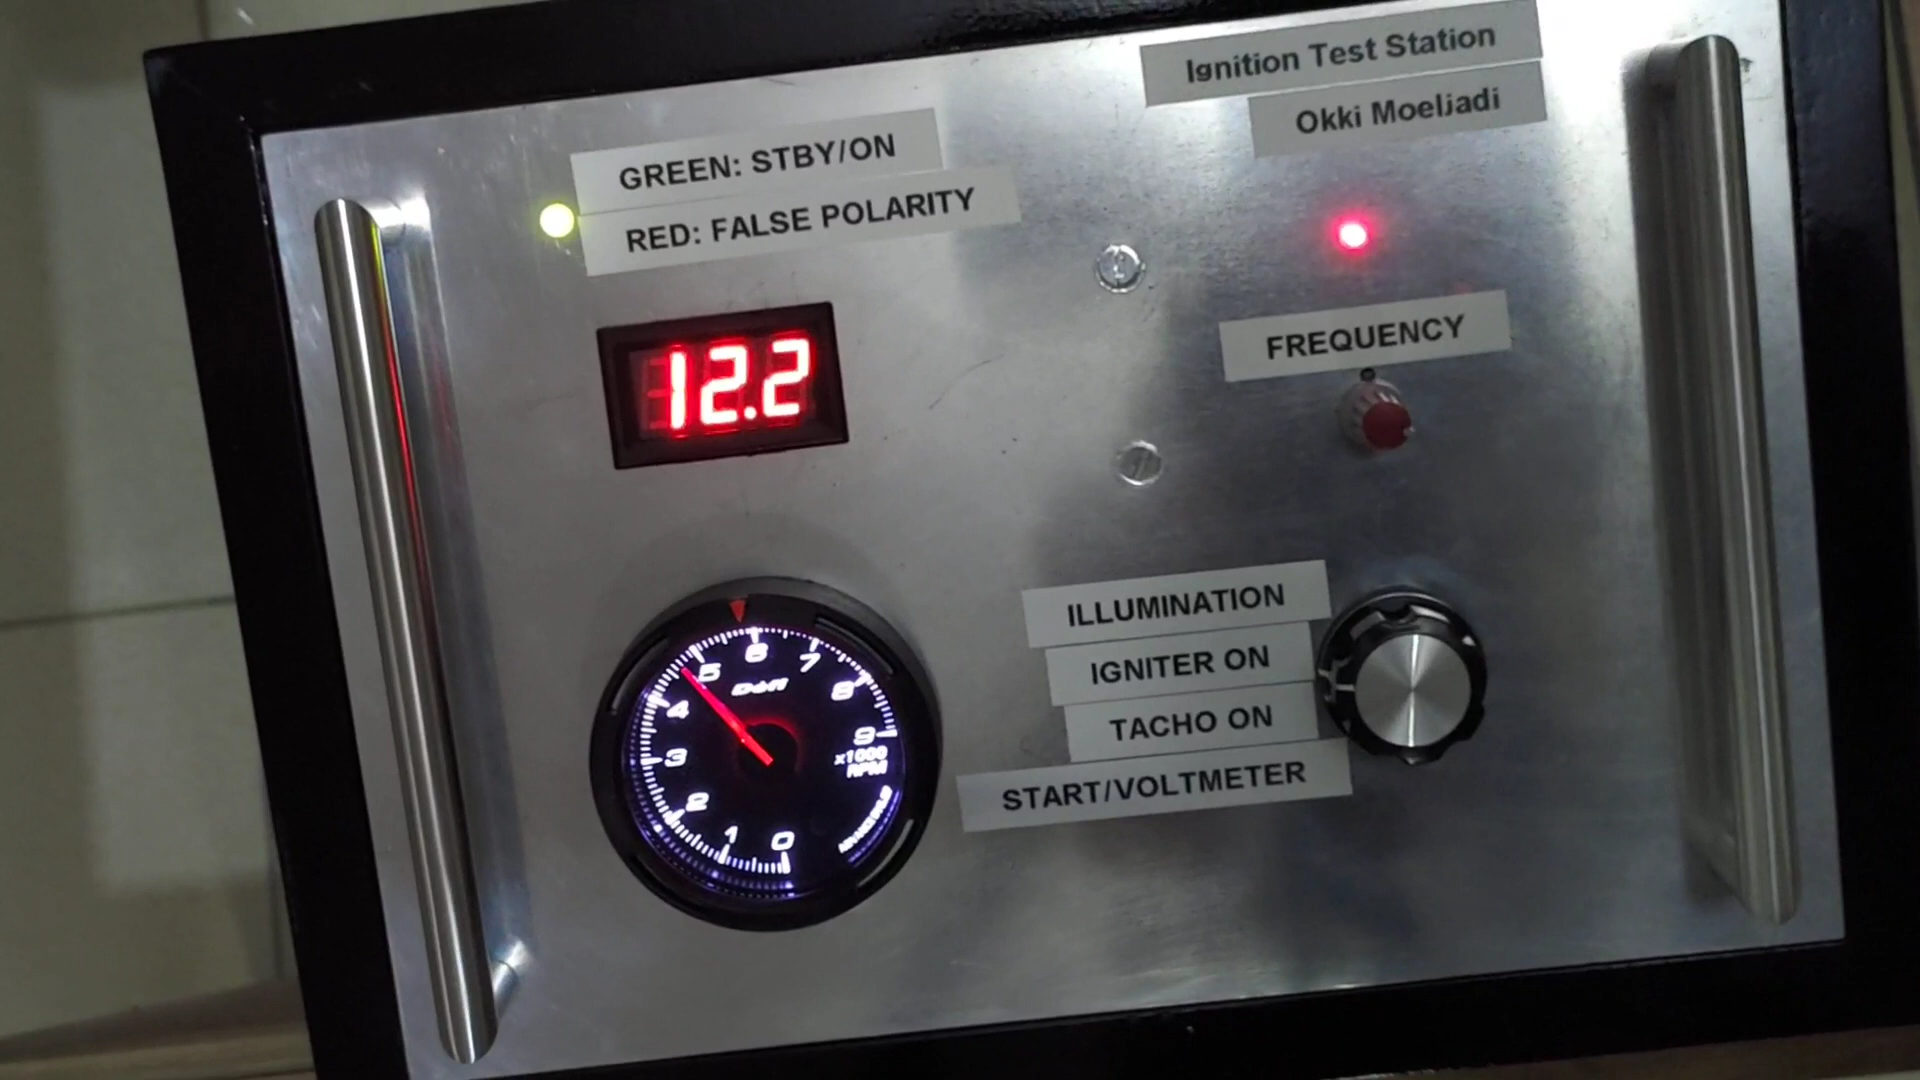 Ignition Test Station
Okki Moeljadi
GREEN: STBY/ON
RED: FALSE POLARITY
12.2
FREQUENCY
ILLUMINATION
IGNITER ON
TACHO ON
START/VOLTMETER
0
1
2
3
4
5
6
7
8
9
Defi
x1000
RPM